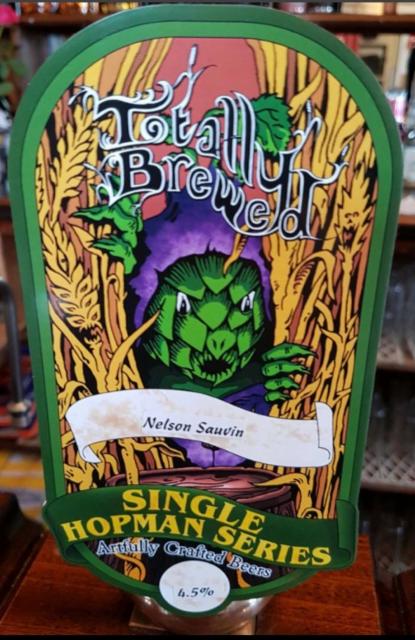 Totally
Brewed
Nelson Sauvin
SINGLE
HOPMAN SERIES
Artfully Crafted Beers
4.5%